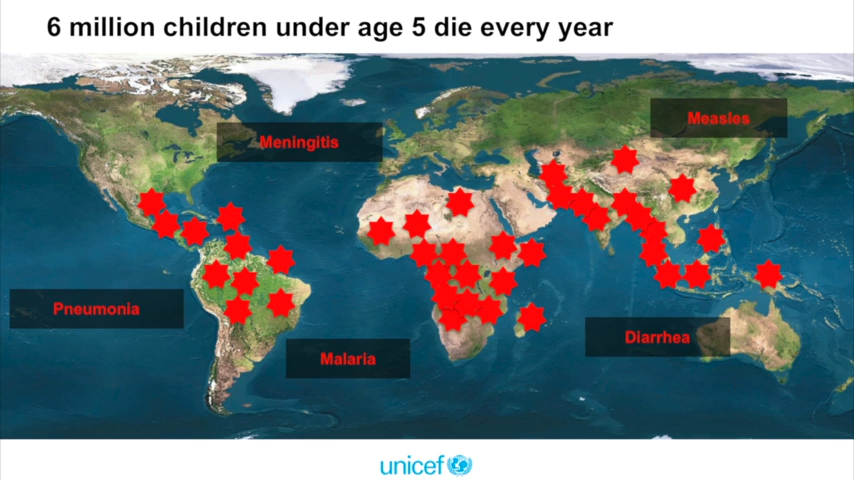 6 million children under age 5 die every year
Measles
Meningitis
Pneumonia
Diarrhea
Malaria
unicef